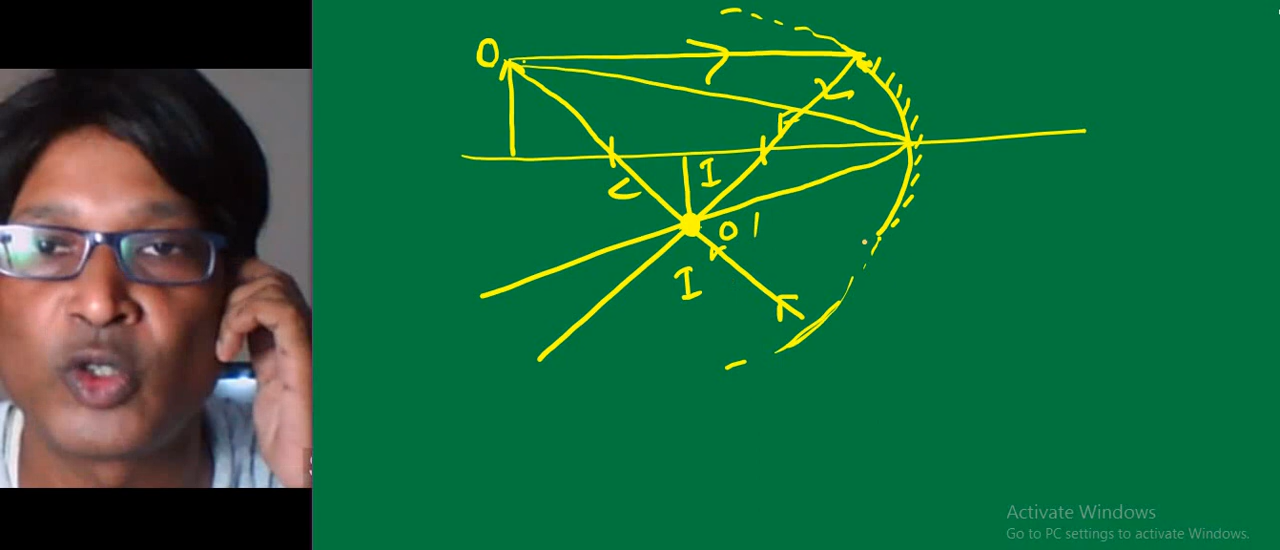 O
I
C
O'
I
Activate Windows
Go to PC settings to activate Windows.